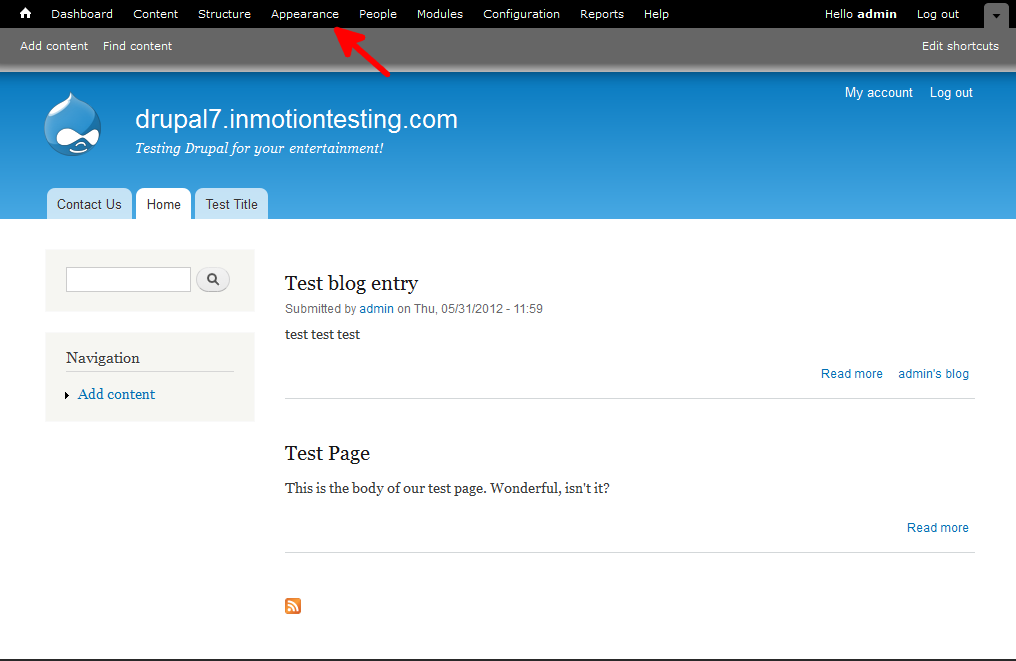 Dashboard Content Structure Appearance People Modules Configuration Reports Help Hello admin Log out
Add content Find content Edit shortcuts
My account Log out
drupal7.inmotiontesting.com
Testing Drupal for your entertainment!
Contact Us Home Test Title
Test blog entry
Submitted by admin on Thu, 05/31/2012 - 11:59
test test test
Read more admin's blog
Navigation
Add content
Test Page
This is the body of our test page. Wonderful, isn't it?
Read more